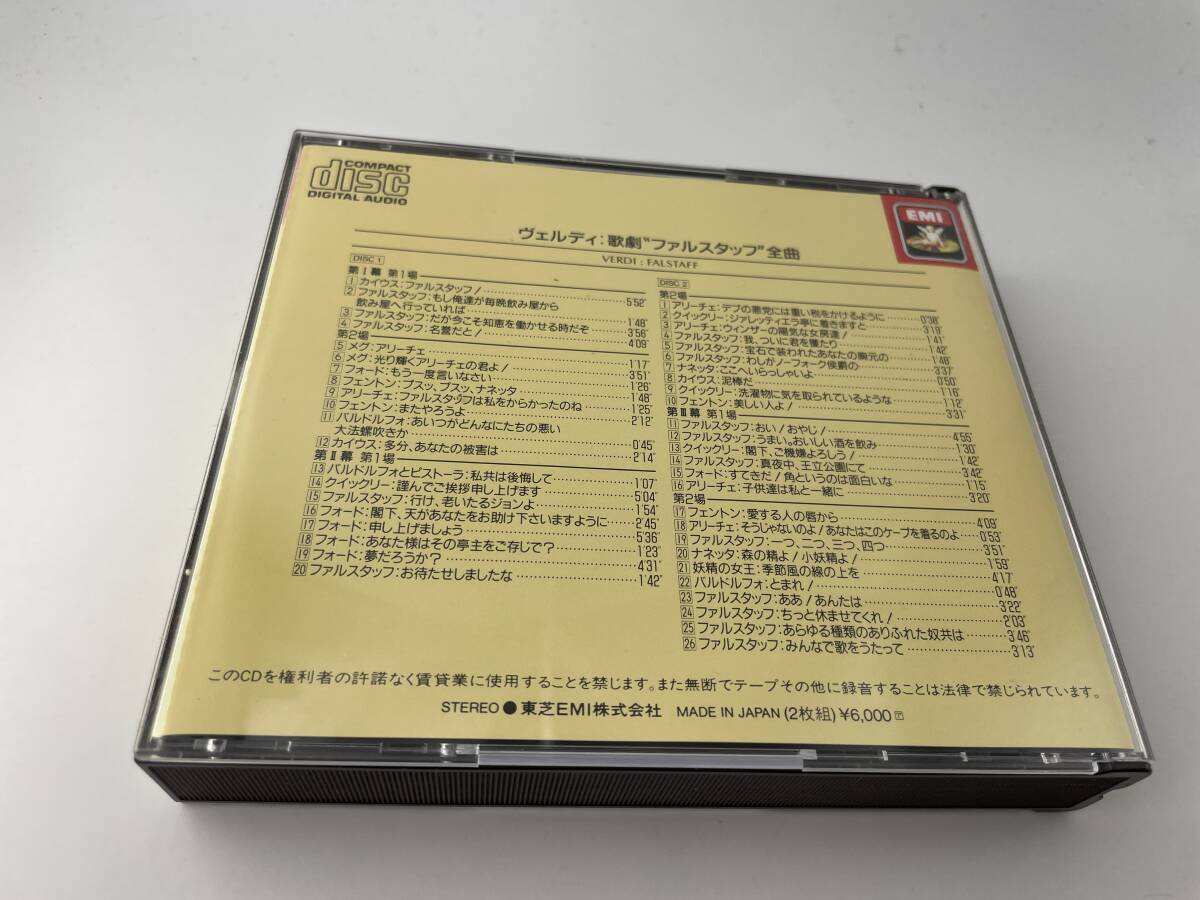 COMPACT
disc
DIGITAL AUDIO
EMI
ヴェルディ:歌劇“ファルスタッフ”全曲
VERDI : FALSTAFF
DISC 1
第Ⅰ幕 第1場
1 カイウス:ファルスタッフ! 5'52"
2 ファルスタッフ:もし俺達が毎晩飲み屋から
飲み屋へ行っていれば 1'48"
3 ファルスタッフ:だが今こそ知恵を働かせる時だぞ 3'56"
4 ファルスタッフ:名誉だと! 4'09"
第2場
5 メグ:アリーチェ 1'17"
6 メグ:光り輝くアリーチェの君よ! 3'51"
7 フォード:もう一度言いなさい 1'26"
8 フェントン:プスッ、プスッ、ナネッタ 1'48"
9 アリーチェ:ファルスタッフは私をからかったのね 1'25"
10 フェントン:またやろうよ 2'12"
11 バルドルフォ:あいつがどんなにたちの悪い
大法螺吹きか 0'45"
12 カイウス:多分、あなたの被害は 2'14"
第Ⅱ幕 第1場
13 バルドルフォとピストーラ:私共は後悔して 1'07"
14 クイックリー:謹んでご挨拶申し上げます 5'04"
15 ファルスタッフ:行け、老いたるジョンよ 1'54"
16 フォード:閣下、天があなたをお助け下さいますように 2'45"
17 フォード:申し上げましょう 5'36"
18 フォード:あなた様はその亭主をご存じで? 1'23"
19 フォード:夢だろうか? 4'31"
20 ファルスタッフ:お待たせしましたな 1'42"
DISC 2
第2場
1 アリーチェ:デブの悪党には重い税をかけるように 0'38"
2 クイックリー:ジァレッティエラ亭に着きますと 3'19"
3 アリーチェ:ウィンザーの陽気な女房達! 1'41"
4 ファルスタッフ:我、ついに君を獲たり 1'42"
5 ファルスタッフ:宝石で装われたあなたの胸元の 1'48"
6 ファルスタッフ:わしがノーフォーク侯爵の 3'37"
7 ナネッタ:ここへいらっしゃいよ 0'50"
8 カイウス:泥棒だ 1'16"
9 クイックリー:洗濯物に気を取られているような 1'12"
10 フェントン:美しい人よ! 3'31"
第Ⅲ幕 第1場
11 ファルスタッフ:おい!おやじ! 4'55"
12 ファルスタッフ:うまい。おいしい酒を飲み 1'30"
13 クイックリー:閣下、ご機嫌よろしう! 1'42"
14 ファルスタッフ:真夜中、王立公園にて 3'42"
15 フォード:すてきだ!角というのは面白いな 1'15"
16 アリーチェ:子供達は私と一緒に 3'20"
第2場
17 フェントン:愛する人の唇から 4'09"
18 アリーチェ:そうじゃないのよ!あなたはこのケープを着るのよ 0'53"
19 ファルスタッフ:一つ、二つ、三つ、四つ 3'51"
20 ナネッタ:森の精よ!小妖精よ! 1'59"
21 妖精の女王:季節風の線の上を 4'17"
22 バルドルフォ:とまれ! 0'48"
23 ファルスタッフ:ああ!あんたは 3'22"
24 ファルスタッフ:ちっと休ませてくれ! 2'03"
25 ファルスタッフ:あらゆる種類のありふれた奴共は 3'46"
26 ファルスタッフ:みんなで歌をうたって 3'13"
このCDを権利者の許諾なく賃貸業に使用することを禁じます。また無断でテープその他に録音することは法律で禁じられています。
STEREO ● 東芝EMI株式会社 MADE IN JAPAN (2枚組) ¥6,000